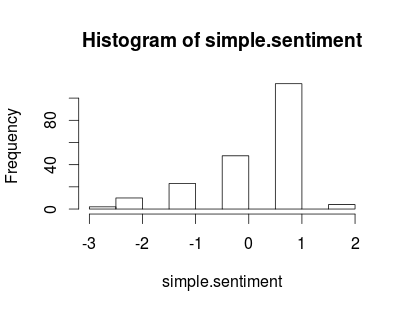 Histogram of simple.sentiment
Frequency
80
40
0
-3 -2 -1 0 1 2
simple.sentiment